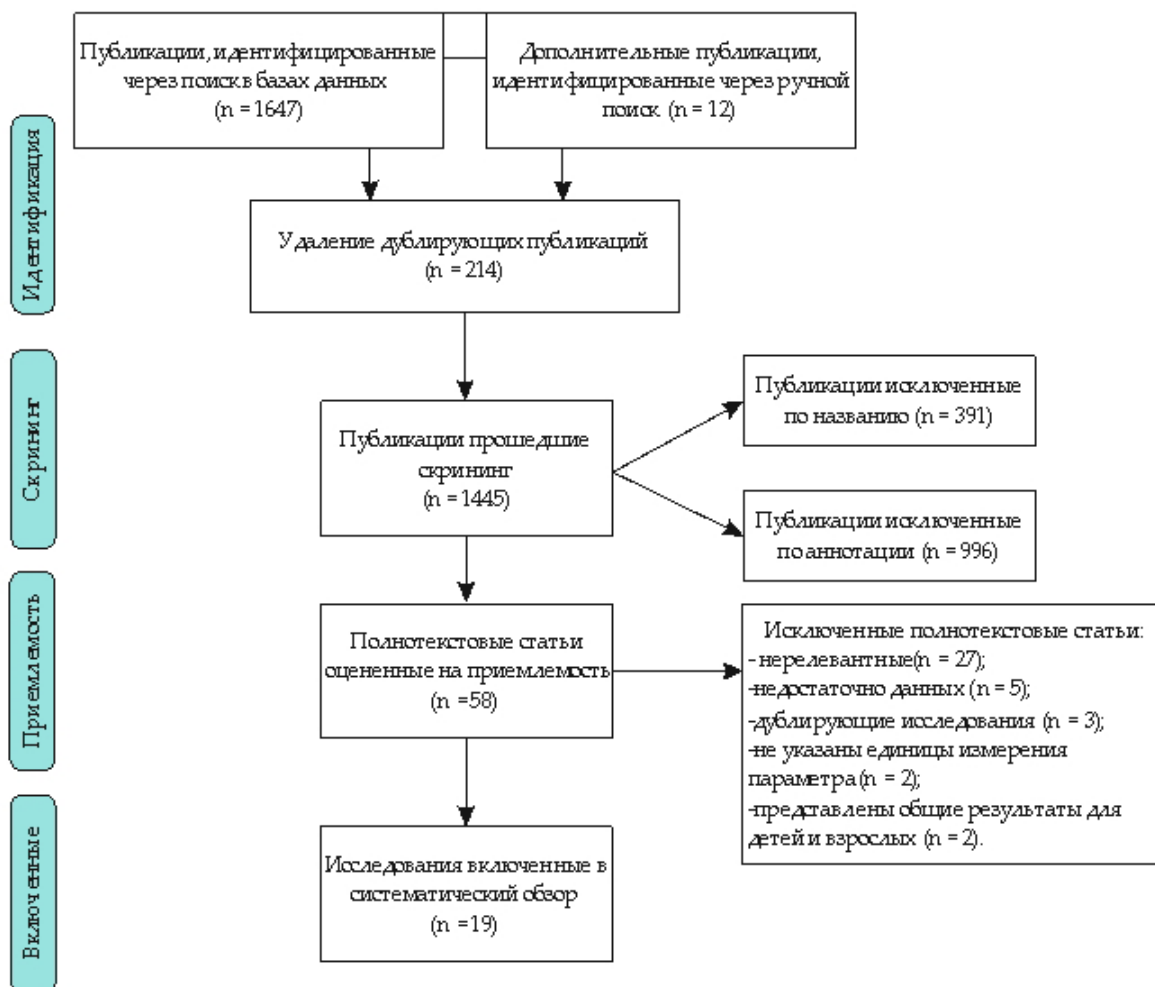 Публикации, идентифицированные
через поиск в базах данных
(n = 1647)
Дополнительные публикации,
идентифицированные через ручной
поиск (n = 12)
Идентификация
Удаление дублирующих публикаций
(n = 214)
Скрининг
Публикации прошедшие
скрининг
(n = 1445)
Публикации исключенные
по названию (n = 391)
Публикации исключенные
по аннотации (n = 996)
Приемлемость
Полнотекстовые статьи
оцененные на приемлемость
(n =58)
Исключенные полнотекстовые статьи:
- нерелевантные(n = 27);
-недостаточно данных (n = 5);
-дублирующие исследования (n = 3);
-не указаны единицы измерения
параметра (n = 2);
-представлены общие результаты для
детей и взрослых (n = 2).
Включенные
Исследования включенные в
систематический обзор
(n =19)